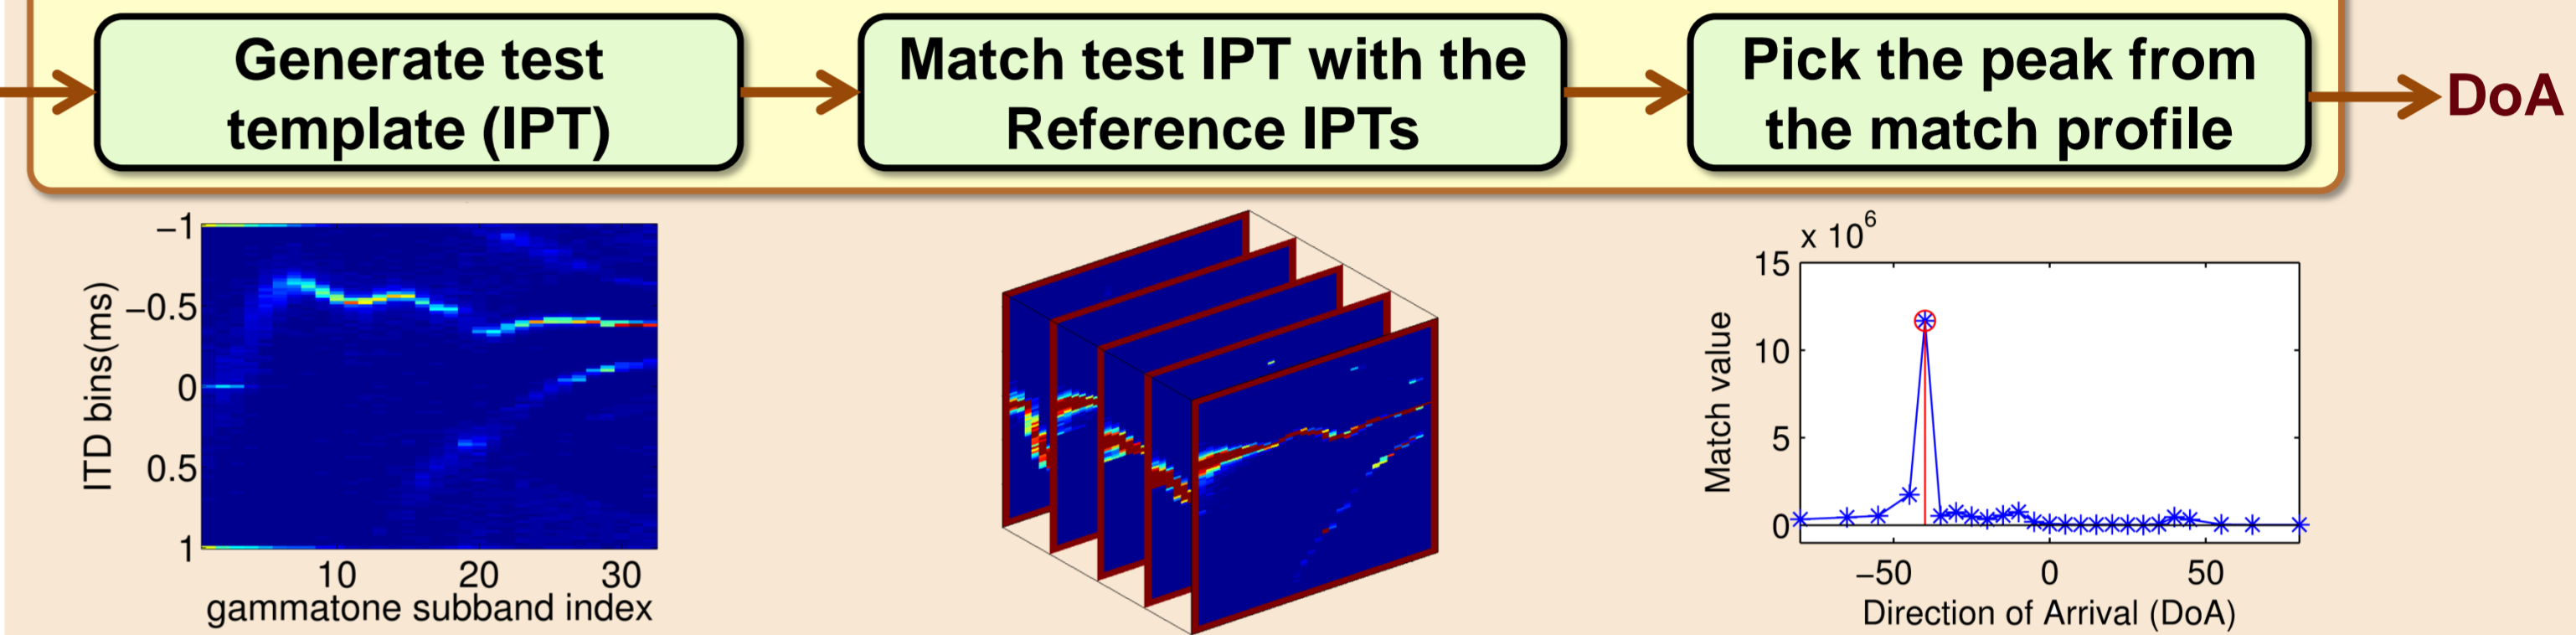 Generate test
template (IPT)
Match test IPT with the
Reference IPTs
Pick the peak from
the match profile
DoA
−1
−0.5
0
0.5
1
ITD bins(ms)
10 20 30
gammatone subband index
x 10^6
15
10
5
0
Match value
−50 0 50
Direction of Arrival (DoA)